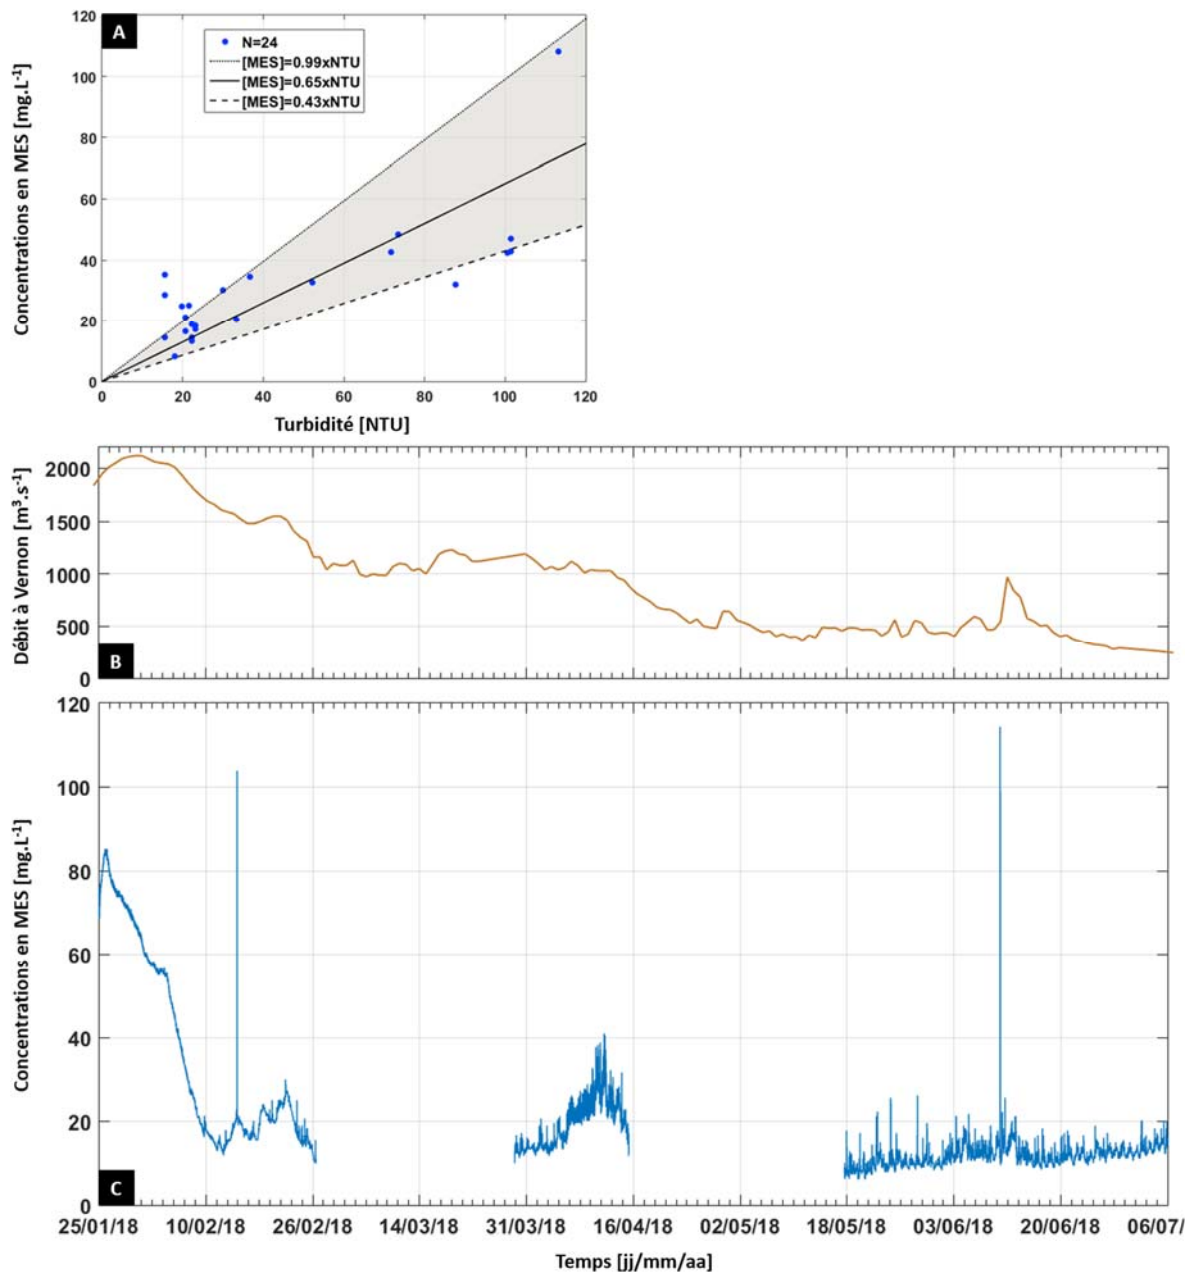 A
N=24
[MES]=0.99xNTU
[MES]=0.65xNTU
[MES]=0.43xNTU
Concentrations en MES [mg.L-1]
120
100
80
60
40
20
0
0 20 40 60 80 100 120
Turbidité [NTU]
Débit à Vernon [m³.s-1]
2000
1500
1000
500
0
B
Concentrations en MES [mg.L-1]
120
100
80
60
40
20
0
C
25/01/18 10/02/18 26/02/18 14/03/18 31/03/18 16/04/18 02/05/18 18/05/18 03/06/18 20/06/18 06/07/
Temps [jj/mm/aa]